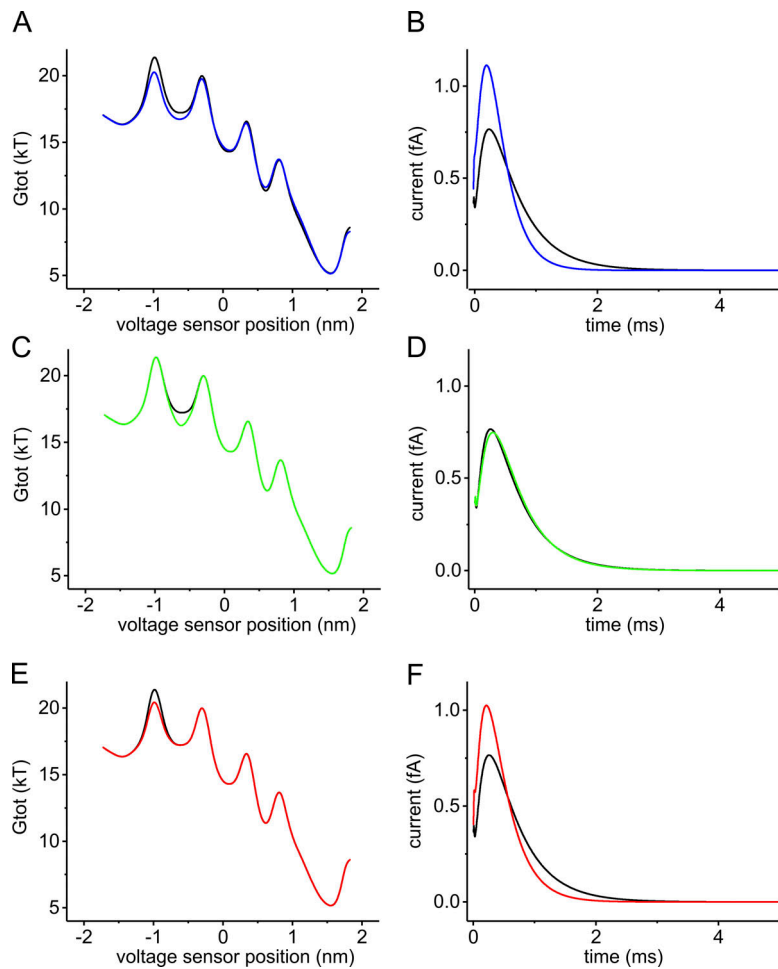 A
Gtot (kT)
20
15
10
5
-2 -1 0 1 2
voltage sensor position (nm)
B
current (fA)
1.0
0.5
0.0
0 2 4
time (ms)
C
Gtot (kT)
20
15
10
5
-2 -1 0 1 2
voltage sensor position (nm)
D
current (fA)
1.0
0.5
0.0
0 2 4
time (ms)
E
Gtot (kT)
20
15
10
5
-2 -1 0 1 2
voltage sensor position (nm)
F
current (fA)
1.0
0.5
0.0
0 2 4
time (ms)